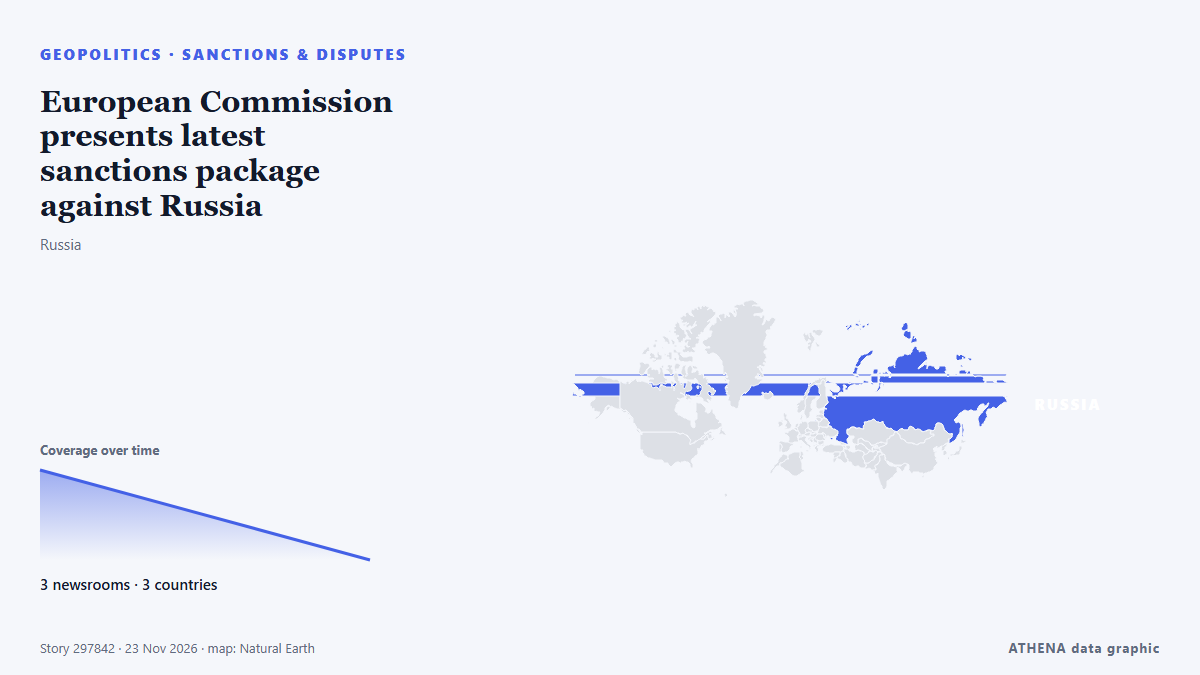 GEOPOLITICS · SANCTIONS & DISPUTES
European Commission
presents latest
sanctions package
against Russia
Russia
RUSSIA
Coverage over time
3 newsrooms · 3 countries
Story 297842 · 23 Nov 2026 · map: Natural Earth
ATHENA data graphic